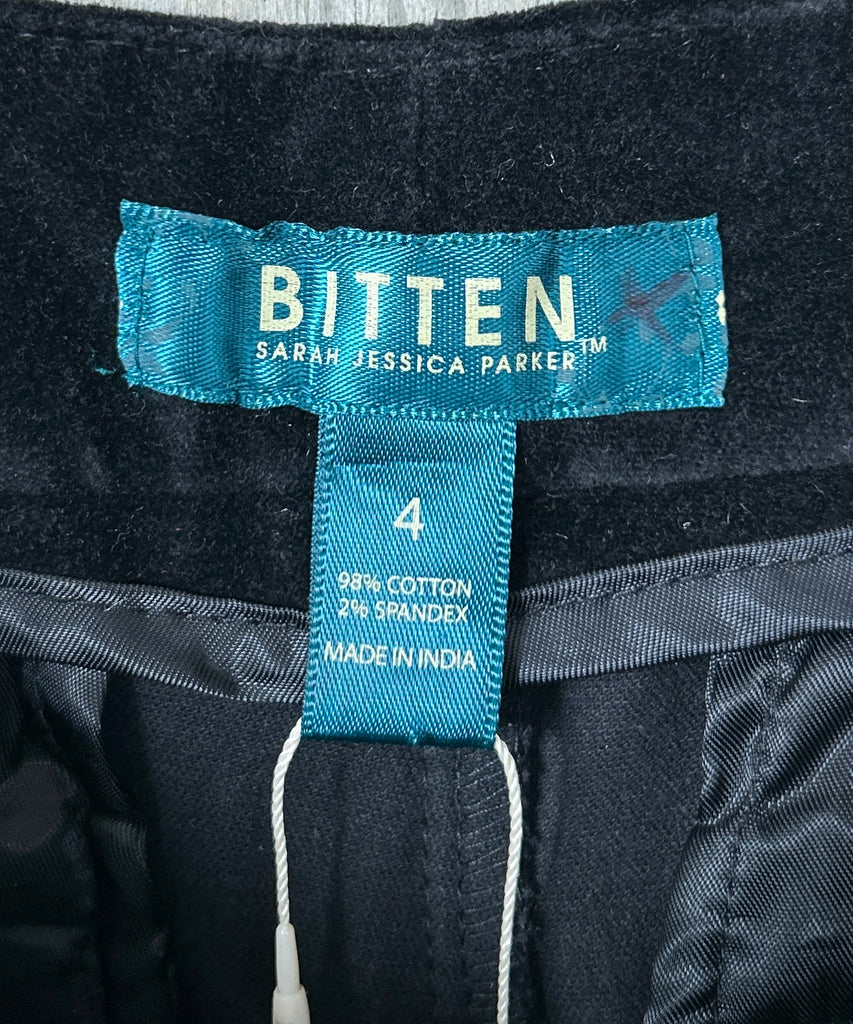 BITTEN
SARAH JESSICA PARKER™
4
98% COTTON
2% SPANDEX
MADE IN INDIA